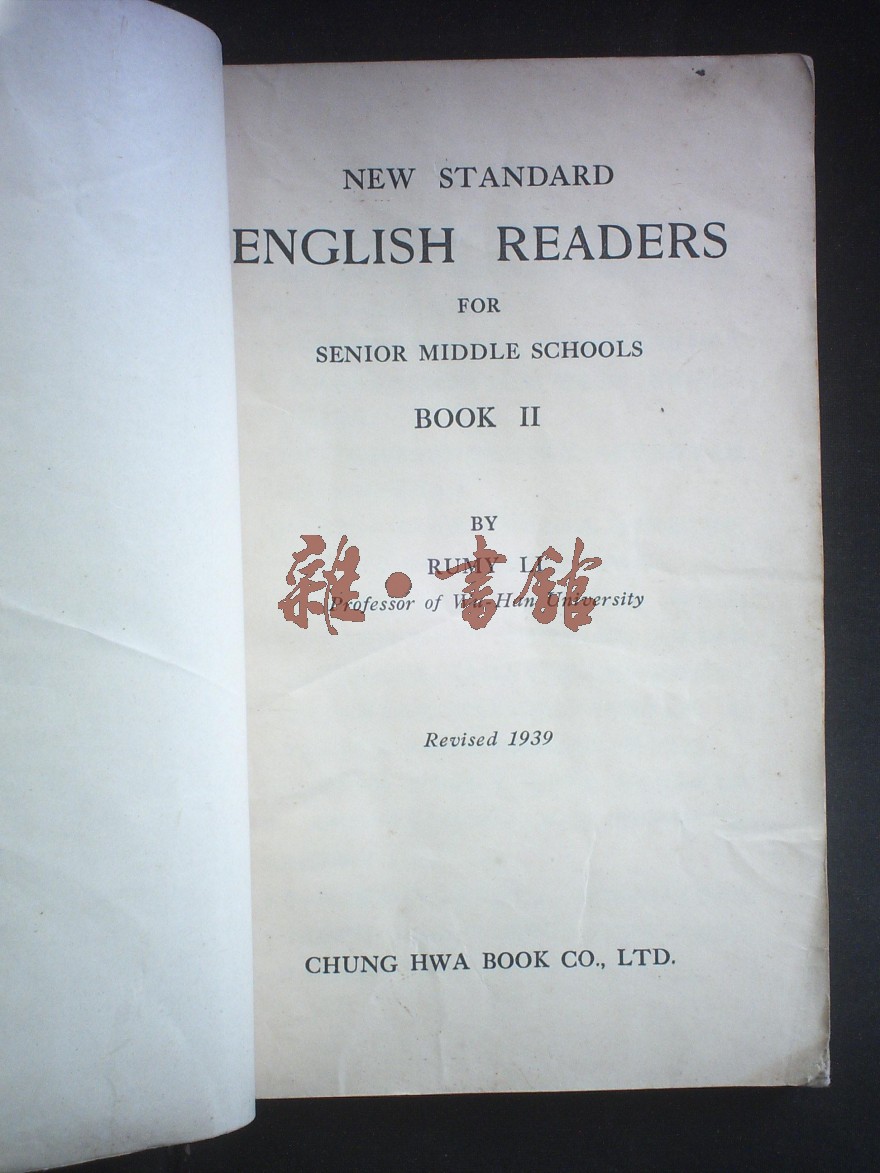 NEW STANDARD
ENGLISH READERS
FOR
SENIOR MIDDLE SCHOOLS
BOOK II
BY
RUMY LI
Professor of Wu-Han University
雜·書館
Revised 1939
CHUNG HWA BOOK CO., LTD.